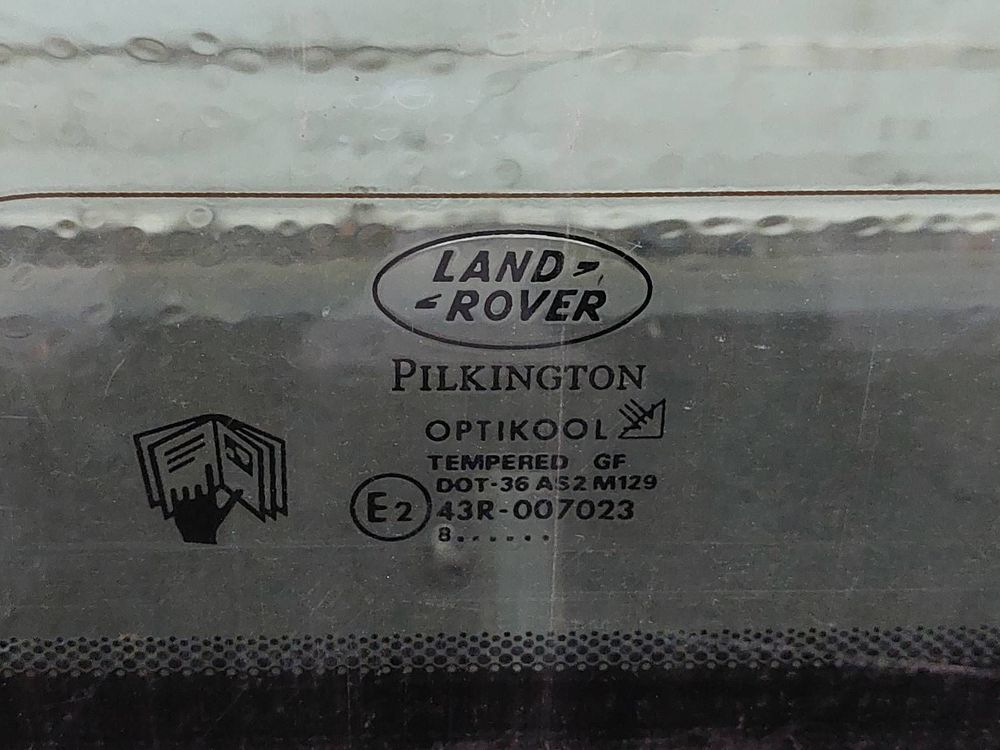 LAND
ROVER
PILKINGTON
OPTIKOOL
TEMPERED GF
DOT-36 AS2 M129
E2 43R-007023
8......